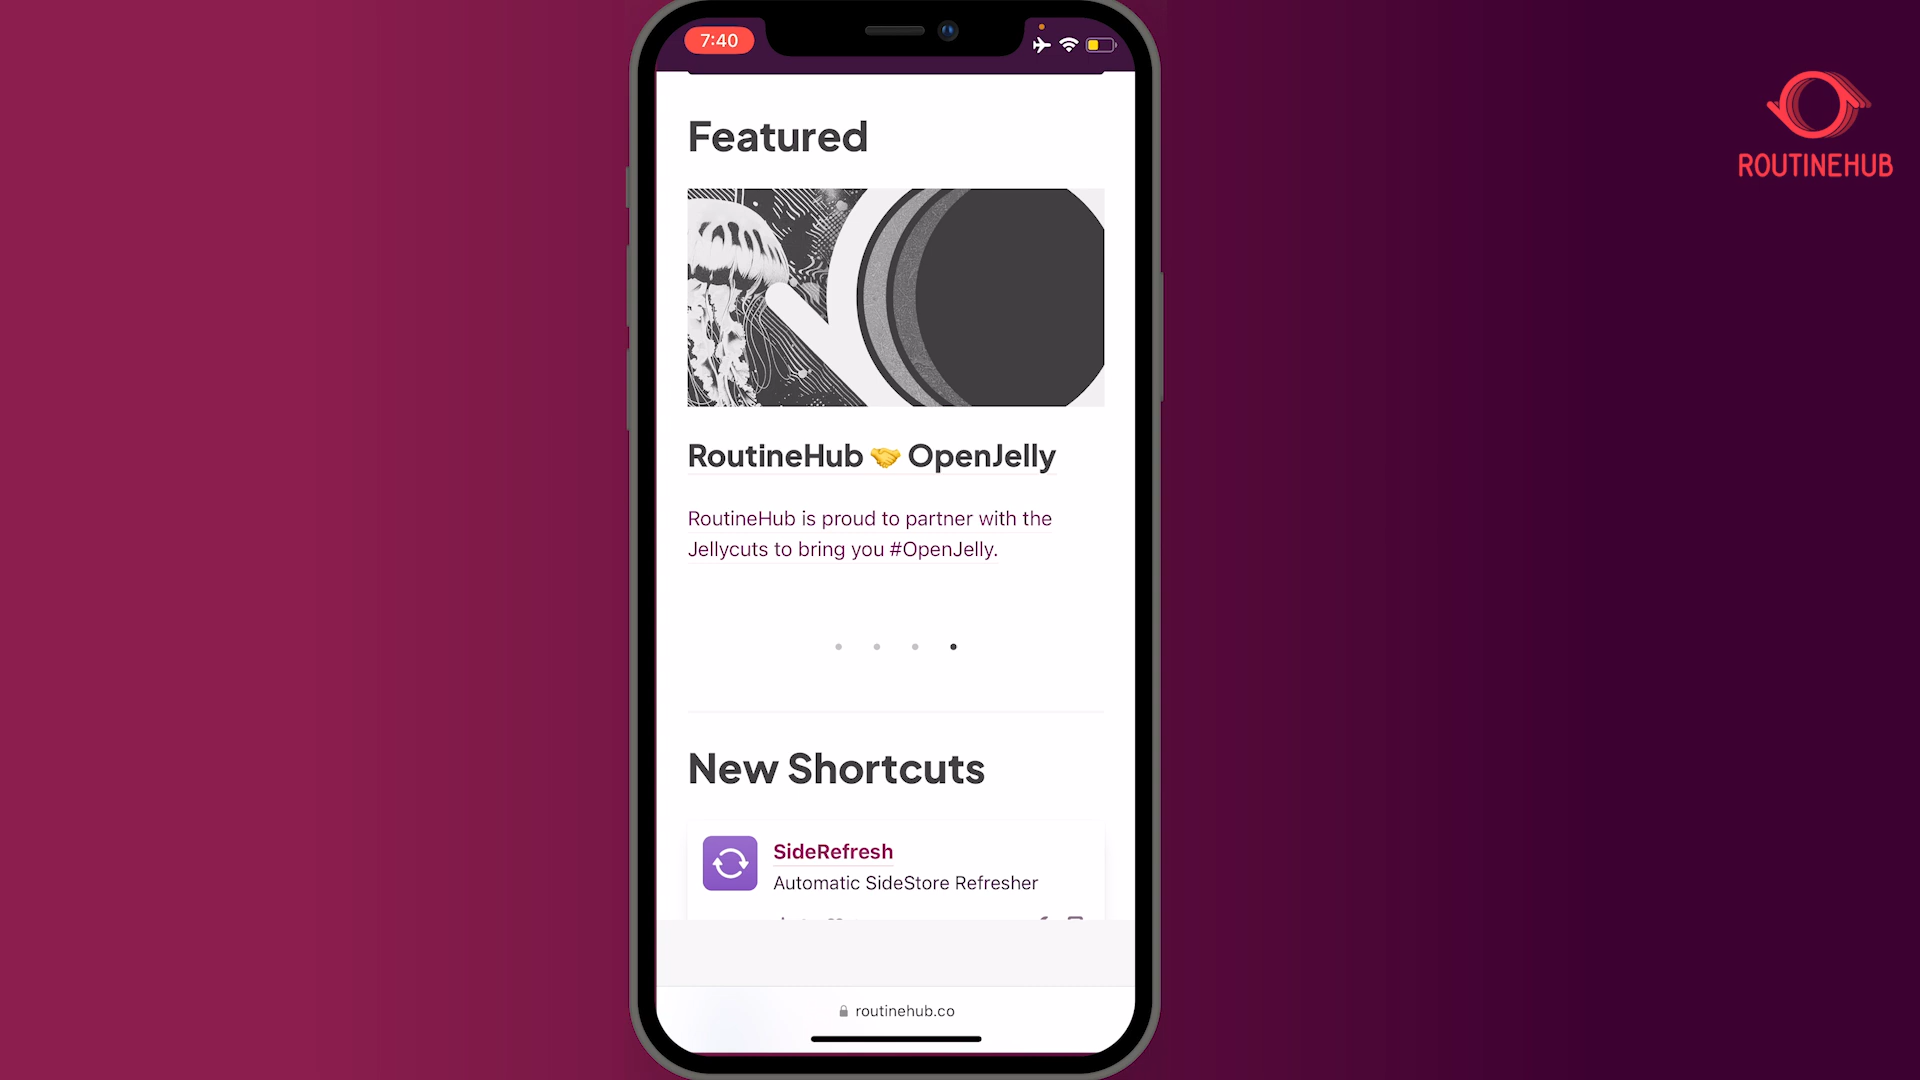 7:40
ROUTINEHUB
Featured
RoutineHub 🤝 OpenJelly
RoutineHub is proud to partner with the
Jellycuts to bring you #OpenJelly.
New Shortcuts
SideRefresh
Automatic SideStore Refresher
routinehub.co